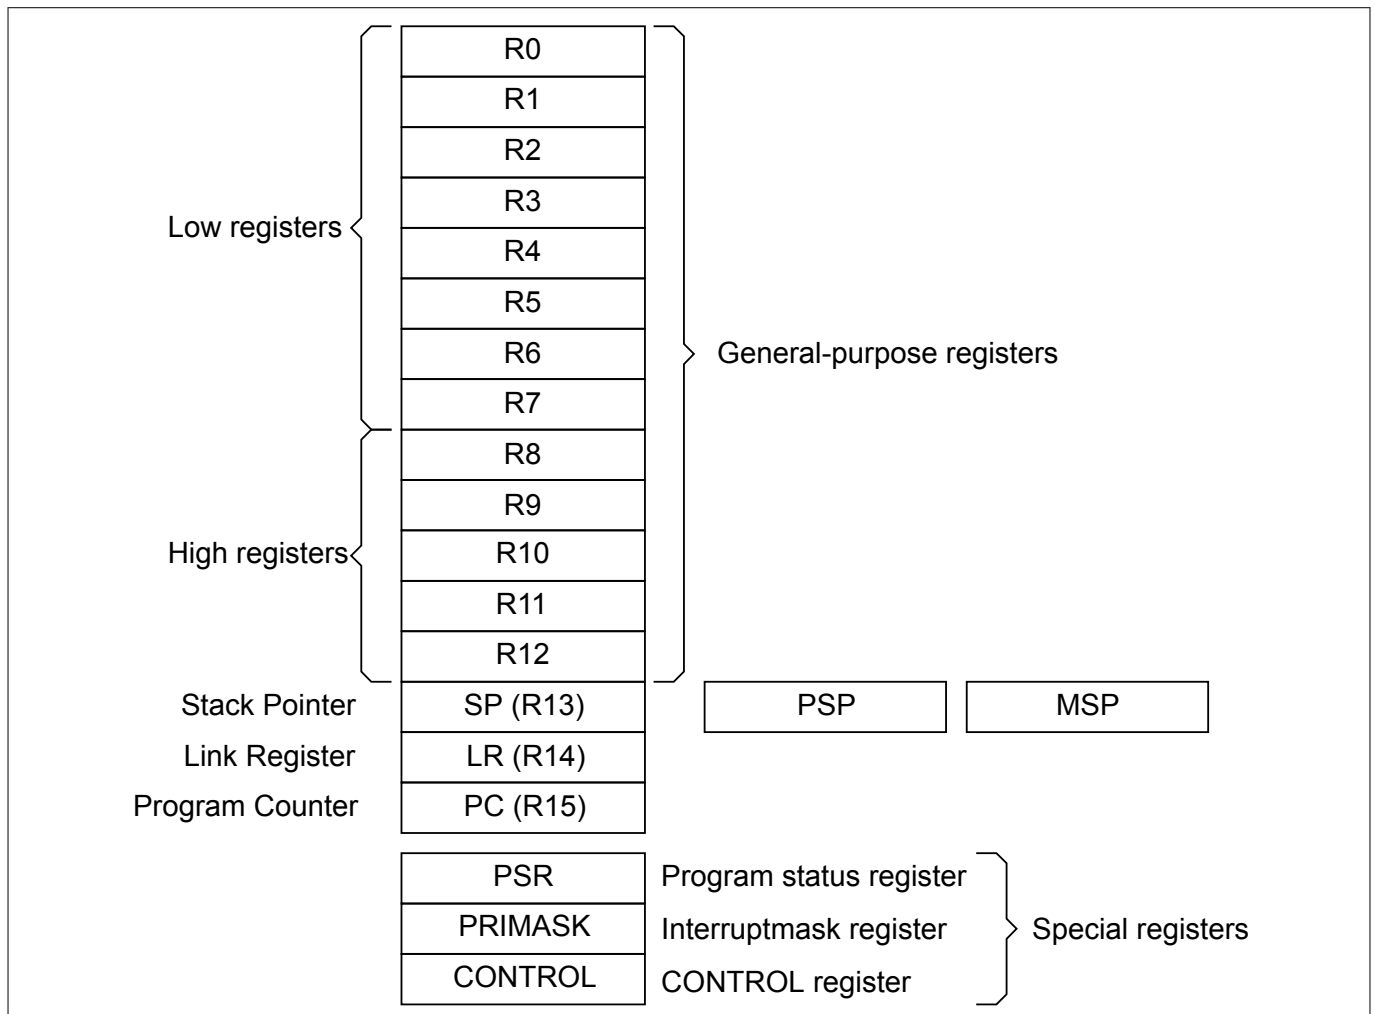 R0
R1
R2
R3
Low registers
R4
R5
R6
General-purpose registers
R7
R8
R9
High registers
R10
R11
R12
Stack Pointer SP (R13) PSP MSP
Link Register LR (R14)
Program Counter PC (R15)
PSR Program status register
PRIMASK Interruptmask register Special registers
CONTROL CONTROL register